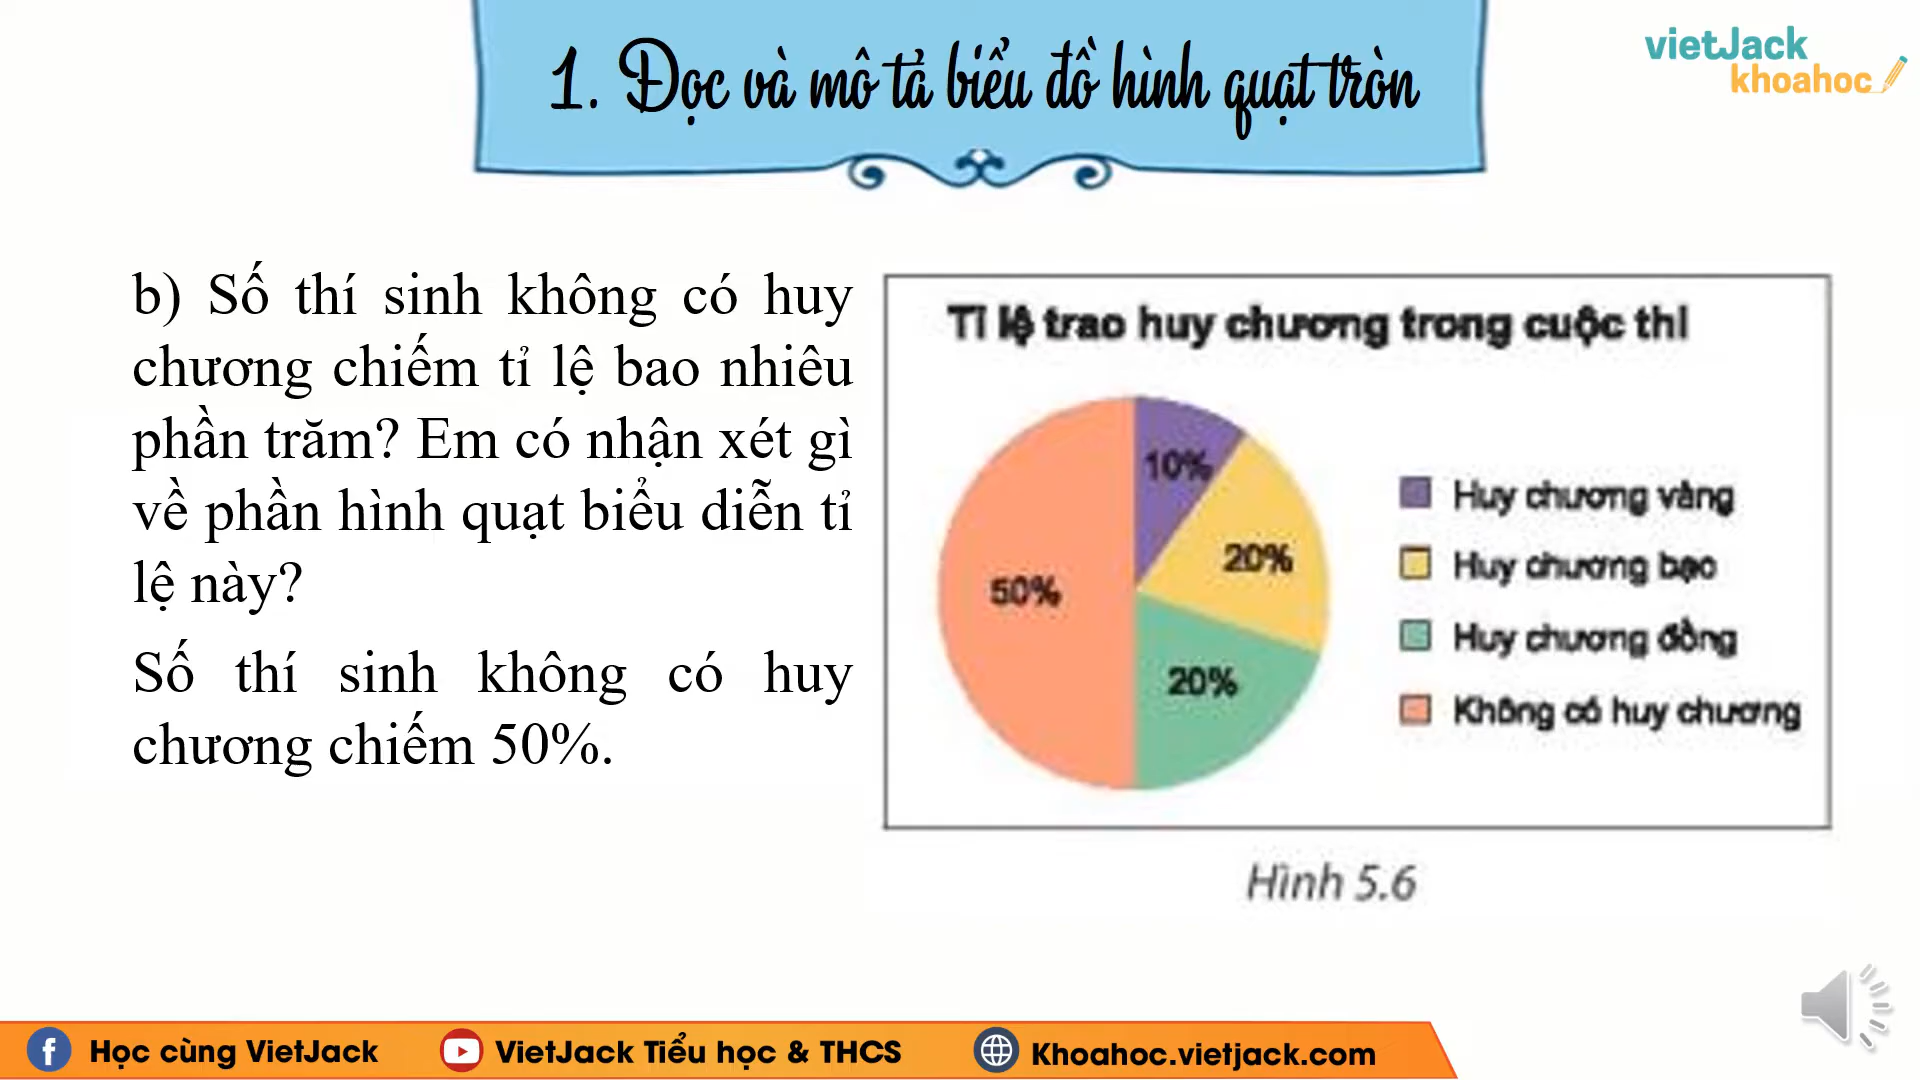 1. Đọc và mô tả biểu đồ hình quạt tròn
vietJack
khoahoc
b) Số thí sinh không có huy
chương chiếm tỉ lệ bao nhiêu
phần trăm? Em có nhận xét gì
về phần hình quạt biểu diễn tỉ
lệ này?
Số thí sinh không có huy
chương chiếm 50%.
Tỉ lệ trao huy chương trong cuộc thi
10%
20%
50%
20%
Huy chương vàng
Huy chương bạc
Huy chương đồng
Không có huy chương
Hình 5.6
Học cùng VietJack
VietJack Tiểu học & THCS
Khoahoc.vietjack.com